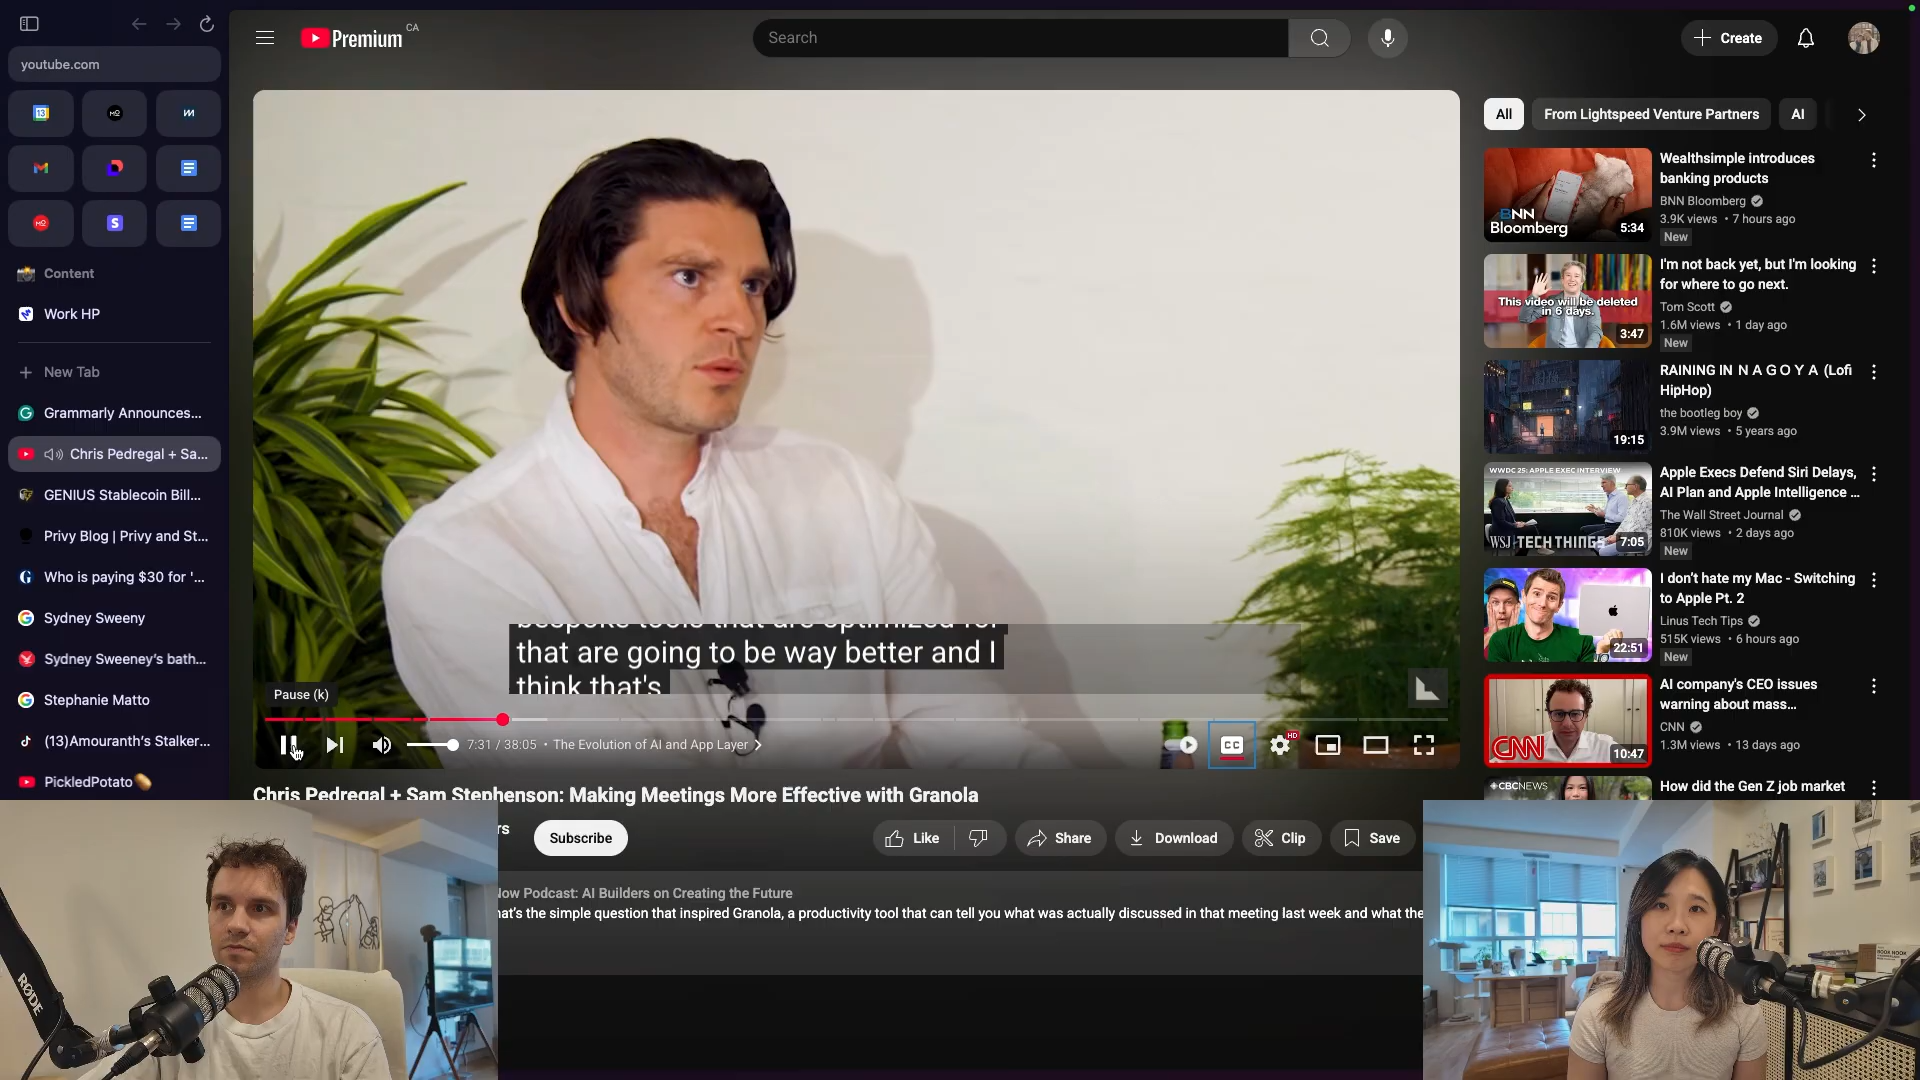 youtube.com
Content
Work HP
New Tab
Grammarly Announces...
Chris Pedregal + Sa...
GENIUS Stablecoin Bill...
Privy Blog | Privy and St...
Who is paying $30 for '...
Sydney Sweeny
Sydney Sweeney's bath...
Stephanie Matto
(13)Amouranth's Stalker...
PickledPotato
Premium CA
Search
Create
bespoke tools that are optimized for
that are going to be way better and I
think that's
Pause (k)
7:31 / 38:05 • The Evolution of AI and App Layer
CC
HD
Chris Pedregal + Sam Stephenson: Making Meetings More Effective with Granola
rs
Subscribe
Like
Share
Download
Clip
Save
Now Podcast: AI Builders on Creating the Future
hat's the simple question that inspired Granola, a productivity tool that can tell you what was actually discussed in that meeting last week and what the
All
From Lightspeed Venture Partners
AI
BNN
Bloomberg
5:34
Wealthsimple introduces
banking products
BNN Bloomberg
3.9K views • 7 hours ago
New
This video will be deleted
in 6 days.
3:47
I'm not back yet, but I'm looking
for where to go next.
Tom Scott
1.6M views • 1 day ago
New
19:15
RAINING IN N A G O Y A (Lofi
HipHop)
the bootleg boy
3.9M views • 5 years ago
WWDC 25: APPLE EXEC INTERVIEW
WSJ TECH THINGS
7:05
Apple Execs Defend Siri Delays,
AI Plan and Apple Intelligence ...
The Wall Street Journal
810K views • 2 days ago
New
22:51
I don't hate my Mac - Switching
to Apple Pt. 2
Linus Tech Tips
515K views • 6 hours ago
New
CNN
10:47
AI company's CEO issues
warning about mass...
CNN
1.3M views • 13 days ago
CBCNEWS
How did the Gen Z job market
RØDE
BOOK NOOK